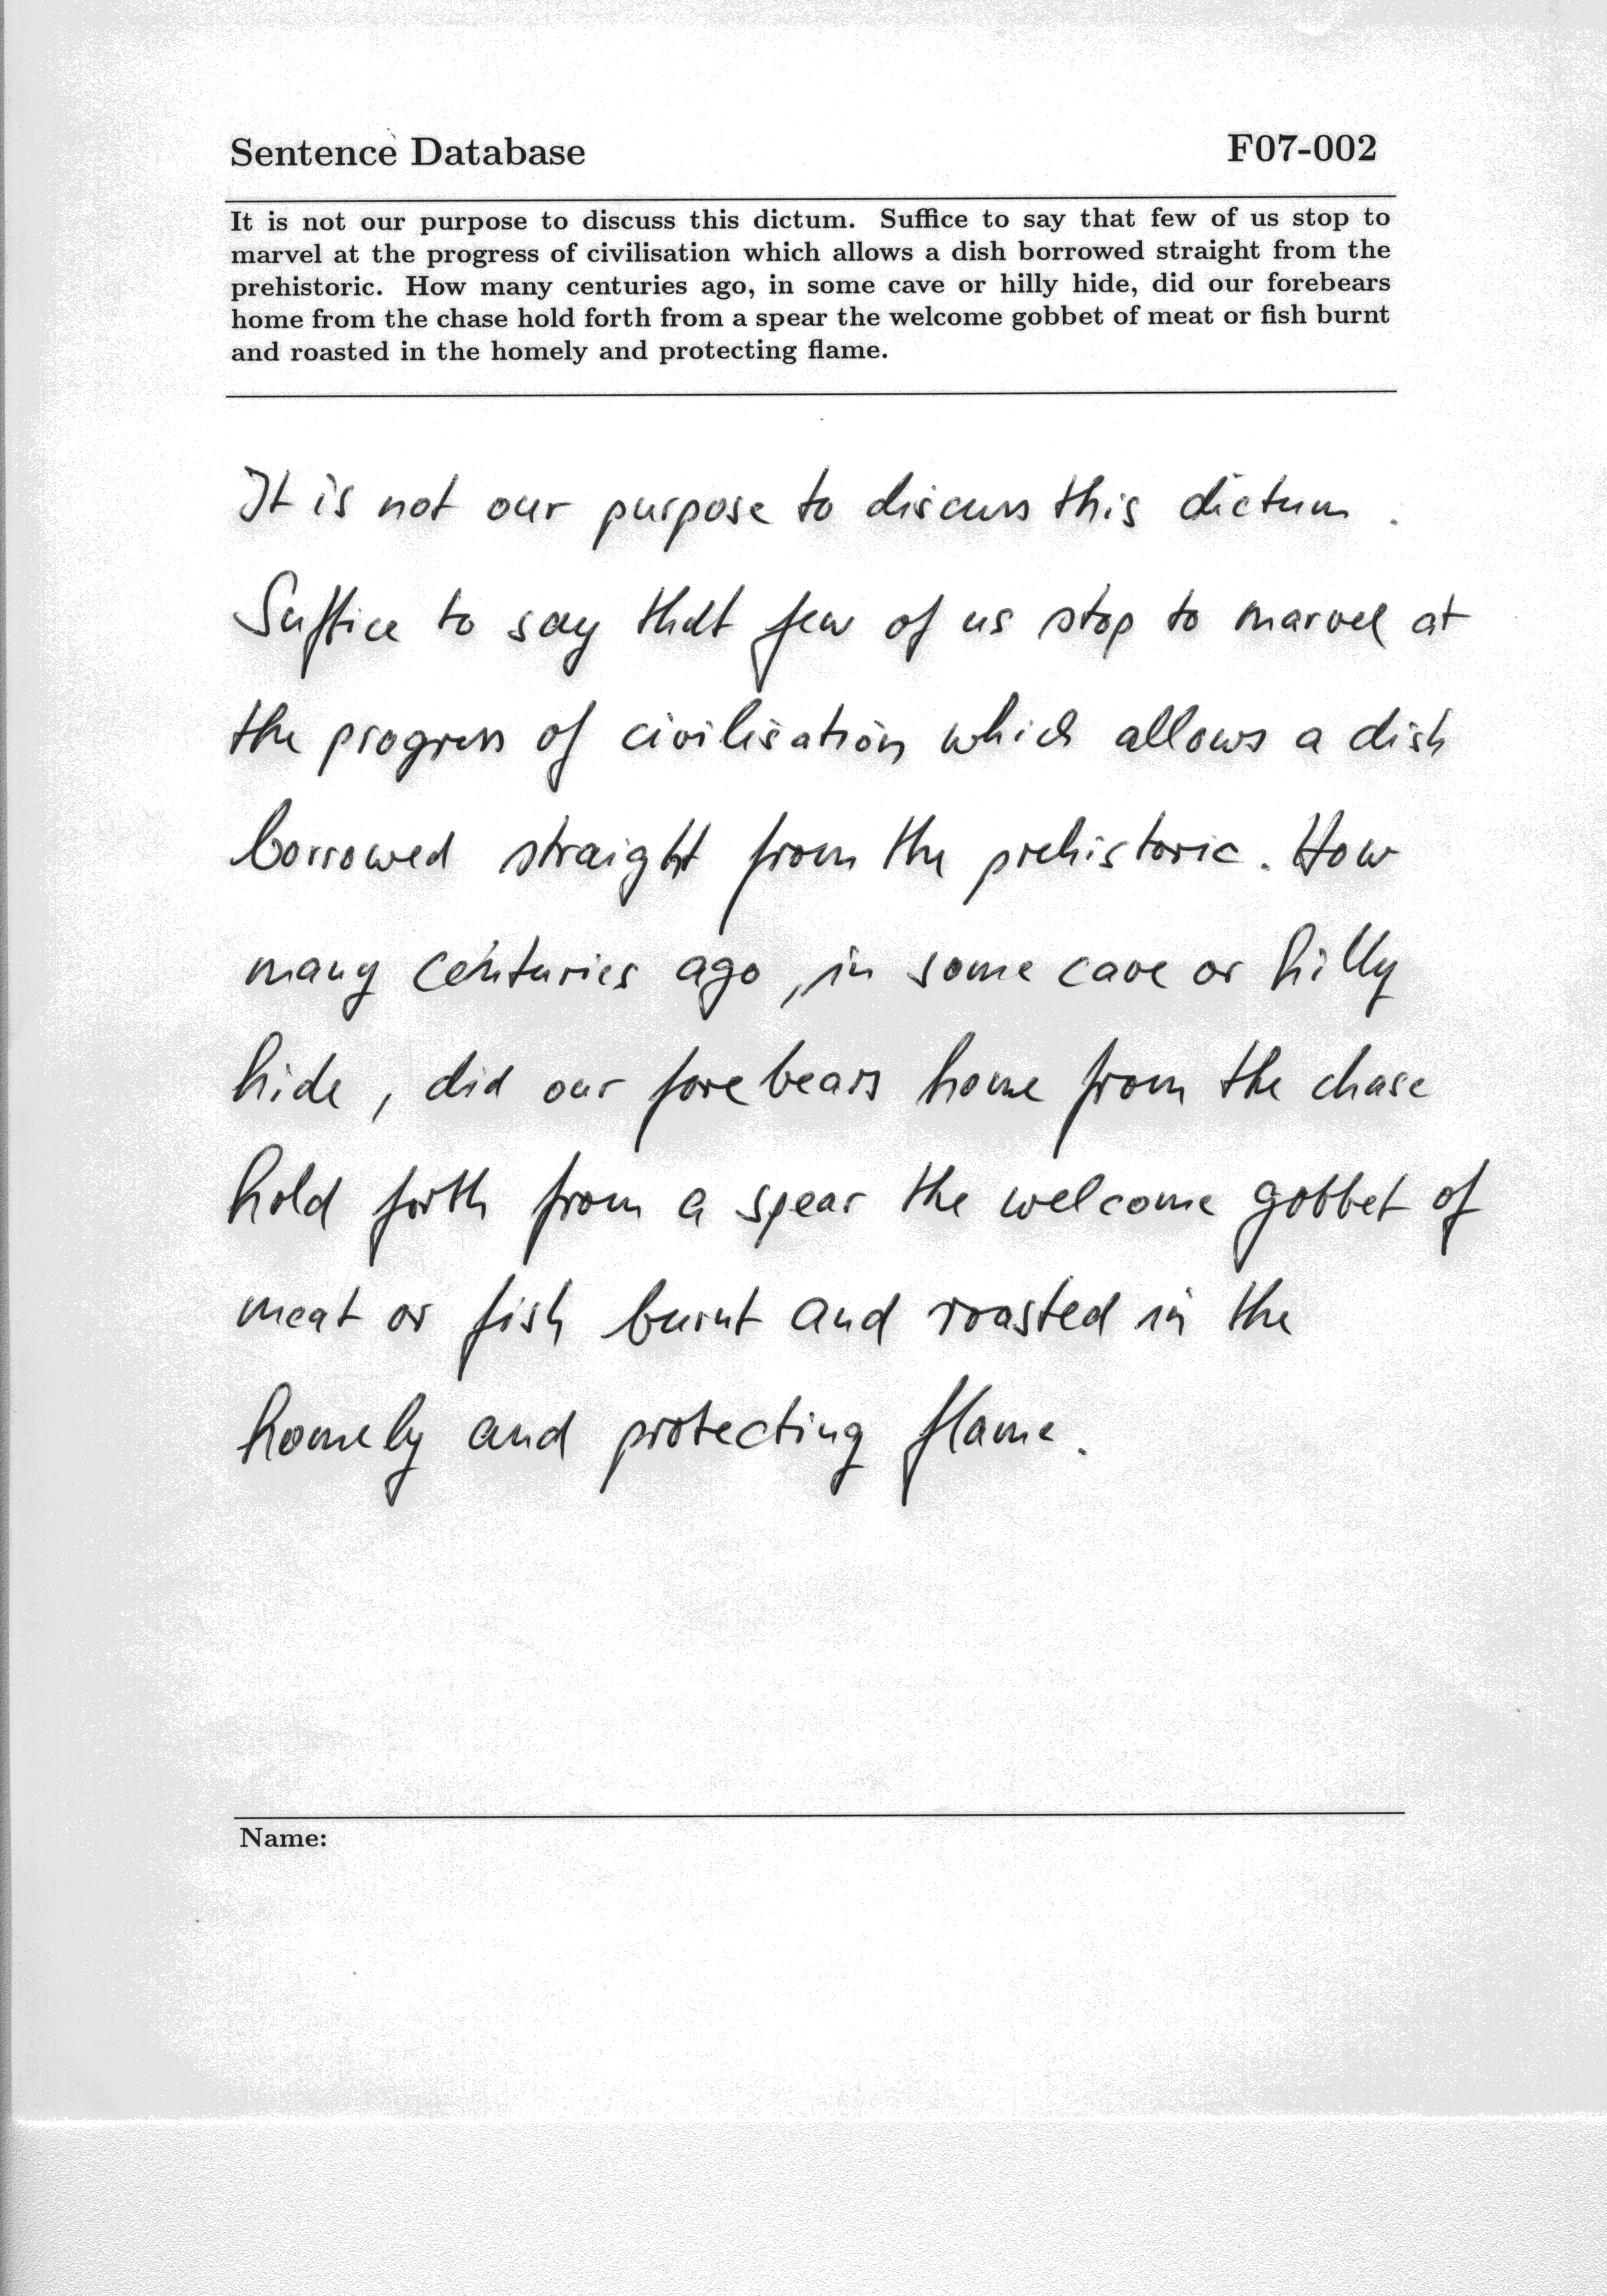 Sentence Database F07-002
It is not our purpose to discuss this dictum. Suffice to say that few of us stop to
marvel at the progress of civilisation which allows a dish borrowed straight from the
prehistoric. How many centuries ago, in some cave or hilly hide, did our forebears
home from the chase hold forth from a spear the welcome gobbet of meat or fish burnt
and roasted in the homely and protecting flame.
It is not our purpose to discuss this dictum .
Suffice to say that few of us stop to marvel at
the progress of civilisation which allows a dish
borrowed straight from the prehistoric. How
many centuries ago , in some cave or hilly
hide , did our forebears home from the chase
hold forth from a spear the welcome gobbet of
meat or fish burnt and roasted in the
homely and protecting flame.
Name: